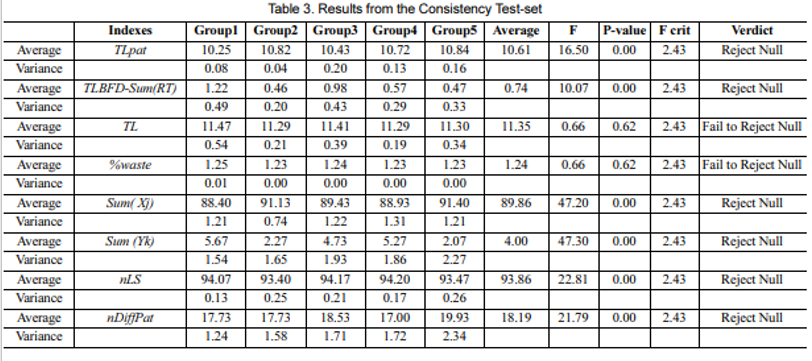 Table 3. Results from the Consistency Test-set
Indexes Group1 Group2 Group3 Group4 Group5 Average F P-value F crit Verdict
Average TLpat 10.25 10.82 10.43 10.72 10.84 10.61 16.50 0.00 2.43 Reject Null
Variance 0.08 0.04 0.20 0.13 0.16
Average TLBFD-Sum(RT) 1.22 0.46 0.98 0.57 0.47 0.74 10.07 0.00 2.43 Reject Null
Variance 0.49 0.20 0.43 0.29 0.33
Average TL 11.47 11.29 11.41 11.29 11.30 11.35 0.66 0.62 2.43 Fail to Reject Null
Variance 0.54 0.21 0.39 0.19 0.34
Average %waste 1.25 1.23 1.24 1.23 1.23 1.24 0.66 0.62 2.43 Fail to Reject Null
Variance 0.01 0.00 0.00 0.00 0.00
Average Sum( Xj) 88.40 91.13 89.43 88.93 91.40 89.86 47.20 0.00 2.43 Reject Null
Variance 1.21 0.74 1.22 1.31 1.21
Average Sum (Yk) 5.67 2.27 4.73 5.27 2.07 4.00 47.30 0.00 2.43 Reject Null
Variance 1.54 1.65 1.93 1.86 2.27
Average nLS 94.07 93.40 94.17 94.20 93.47 93.86 22.81 0.00 2.43 Reject Null
Variance 0.13 0.25 0.21 0.17 0.26
Average nDiffPat 17.73 17.73 18.53 17.00 19.93 18.19 21.79 0.00 2.43 Reject Null
Variance 1.24 1.58 1.71 1.72 2.34